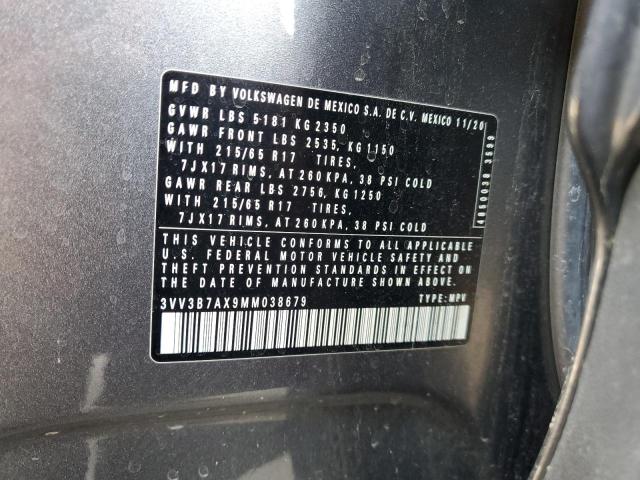 MFD BY VOLKSWAGEN DE MEXICO S.A. DE C.V. MEXICO 11/20
GVWR LBS 5181 KG 2350
GAWR FRONT LBS 2535, KG 1150
WITH 215/65 R17 TIRES,
7JX17 RIMS, AT 260 KPA, 38 PSI COLD
GAWR REAR LBS 2756, KG 1250
WITH 215/65 R17 TIRES,
7JX17 RIMS, AT 260 KPA, 38 PSI COLD
THIS VEHICLE CONFORMS TO ALL APPLICABLE
U.S. FEDERAL MOTOR VEHICLE SAFETY AND
THEFT PREVENTION STANDARDS IN EFFECT ON
THE DATE OF MANUFACTURE SHOWN ABOVE.
3VV3B7AX9MM038679 TYPE: MPV